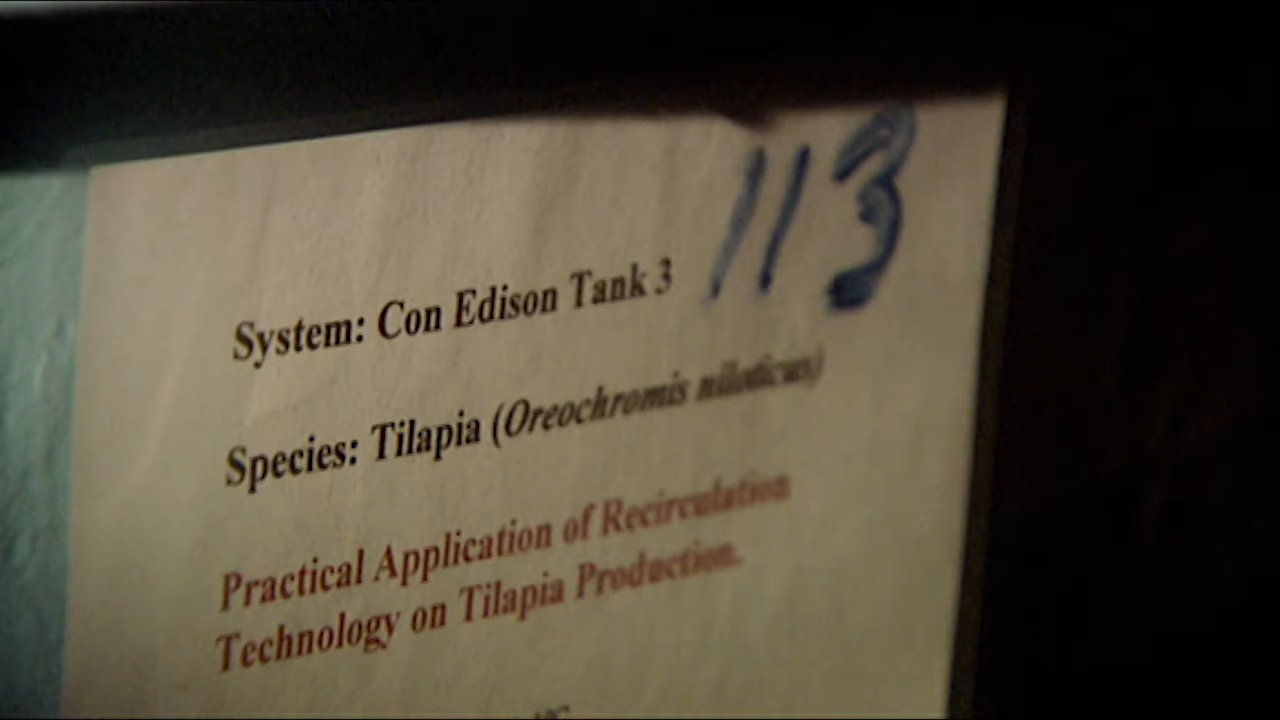 113
System: Con Edison Tank 3
Species: Tilapia (Oreochromis niloticus)
Practical Application of Recirculation
Technology on Tilapia Production.